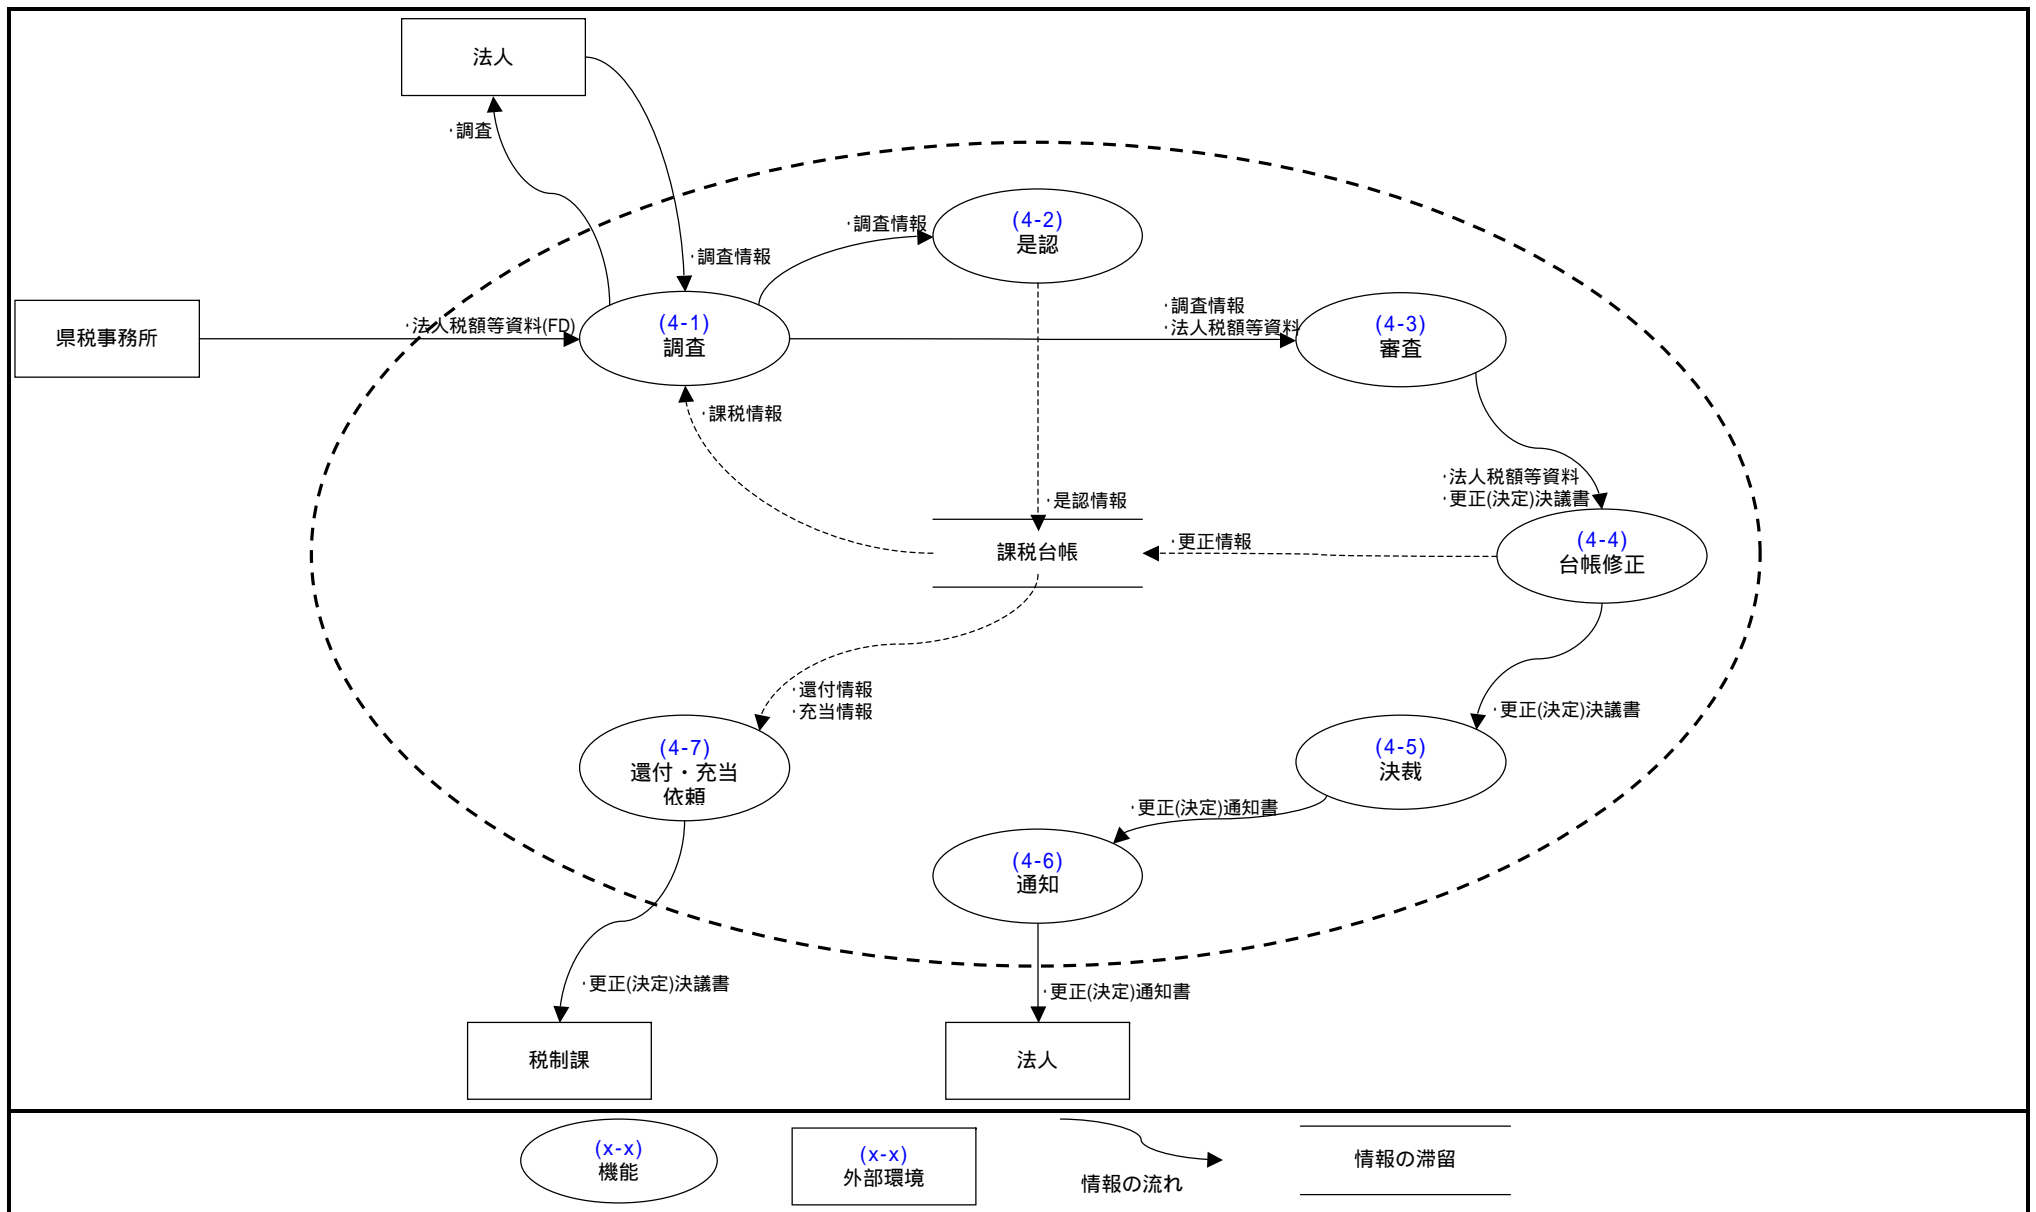 法人
・調査
(4-2)
是認
・調査情報
・調査情報
県税事務所
・法人税額等資料(FD)
(4-1)
調査
・調査情報
・法人税額等資料
(4-3)
審査
・課税情報
・法人税額等資料
・更正(決定)決議書
・是認情報
課税台帳
・更正情報
(4-4)
台帳修正
・還付情報
・充当情報
・更正(決定)決議書
(4-7)
還付・充当
依頼
(4-5)
決裁
・更正(決定)通知書
(4-6)
通知
・更正(決定)決議書
・更正(決定)通知書
税制課
法人
(x-x)
機能
(x-x)
外部環境
情報の流れ
情報の滞留